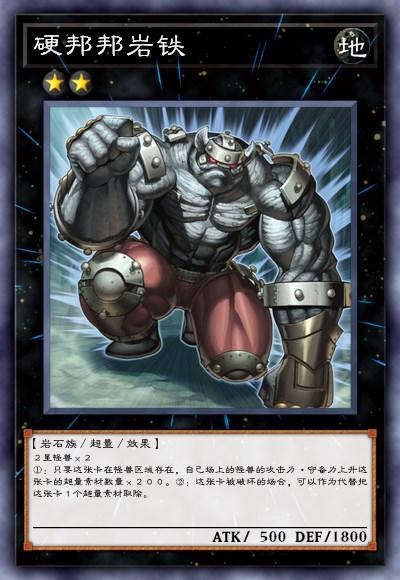 硬邦邦岩铁
地
【岩石族／超量／效果】
２星怪兽×２
①：只要这张卡在怪兽区域存在，自己场上的怪兽的攻击力・守备力上升这
张卡的超量素材数量×２００。②：这张卡被破坏的场合，可以作为代替把
这张卡１个超量素材取除。
ATK/ 500 DEF/1800